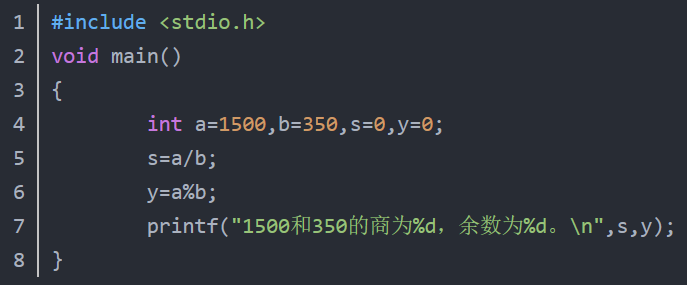 1 #include <stdio.h>
2 void main()
3 {
4 int a=1500,b=350,s=0,y=0;
5 s=a/b;
6 y=a%b;
7 printf("1500和350的商为%d，余数为%d。\n",s,y);
8 }